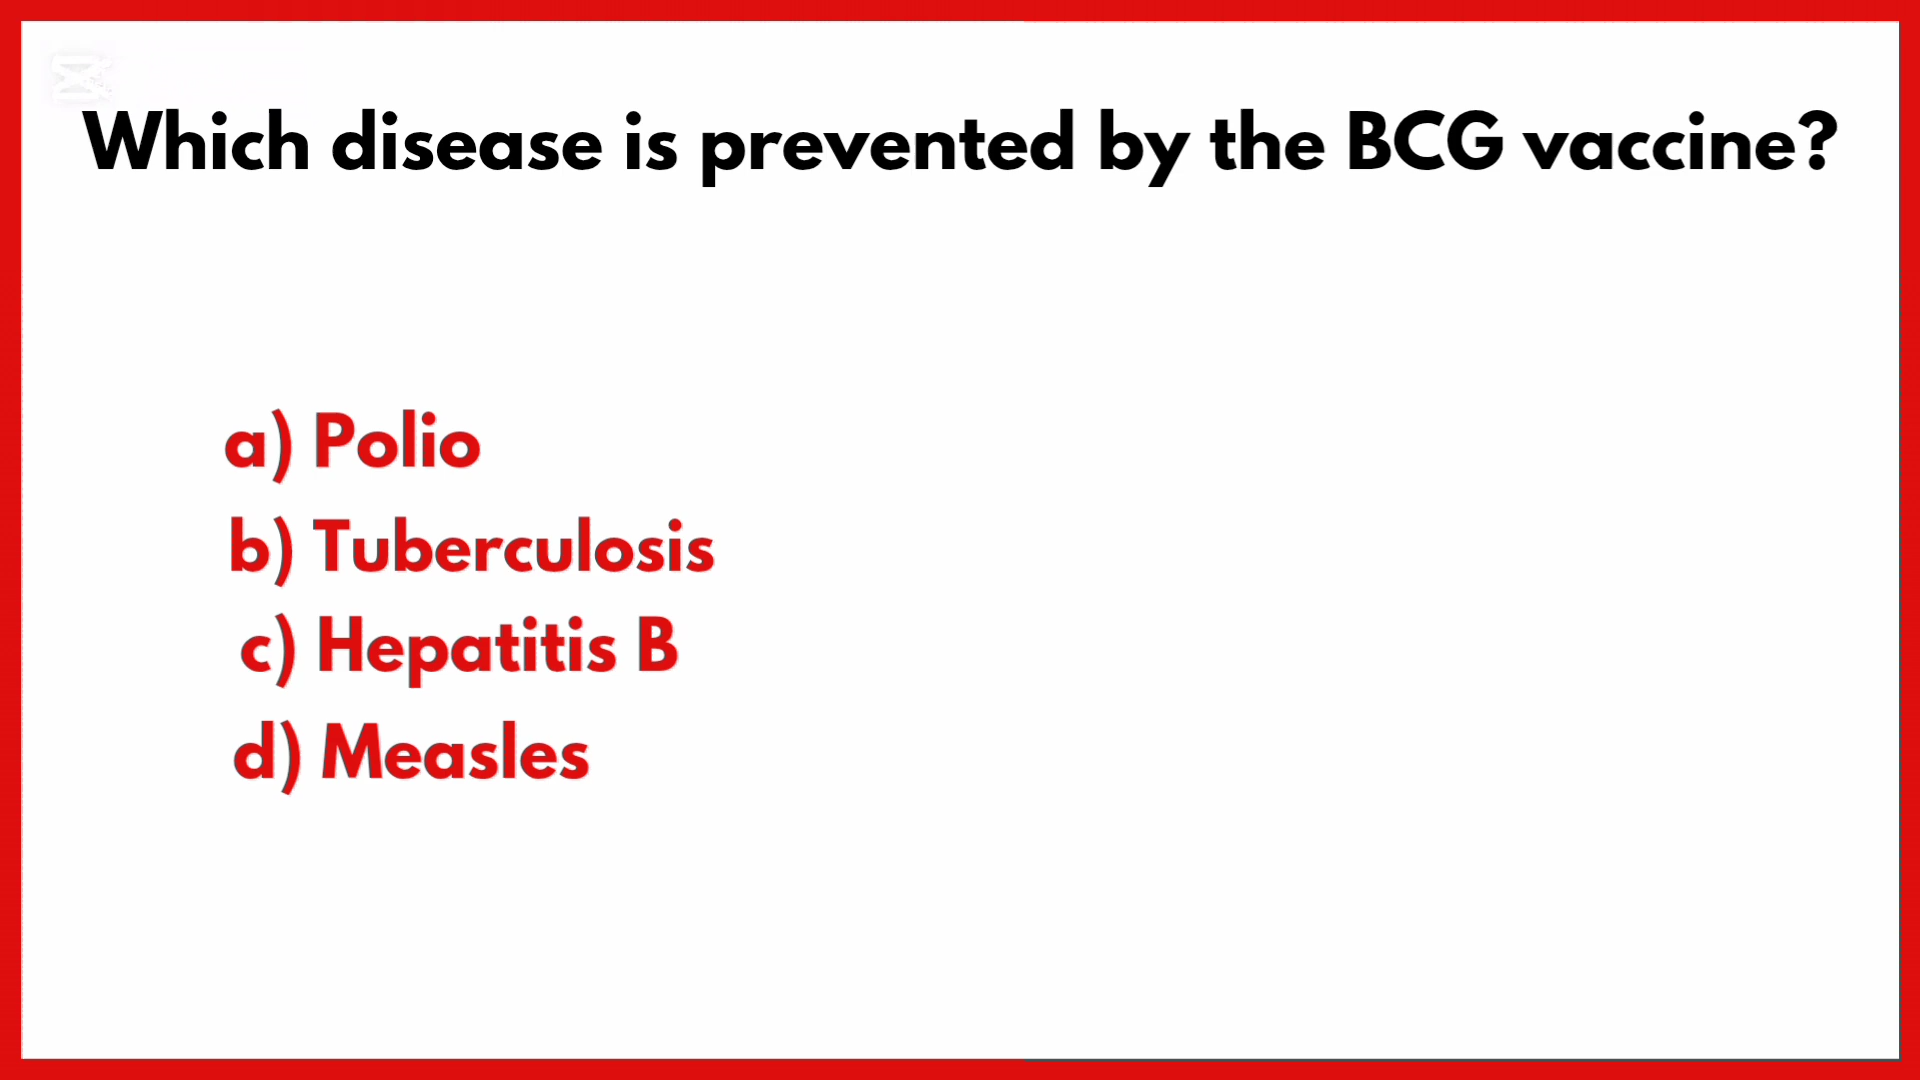 Which disease is prevented by the BCG vaccine?
a) Polio
b) Tuberculosis
c) Hepatitis B
d) Measles